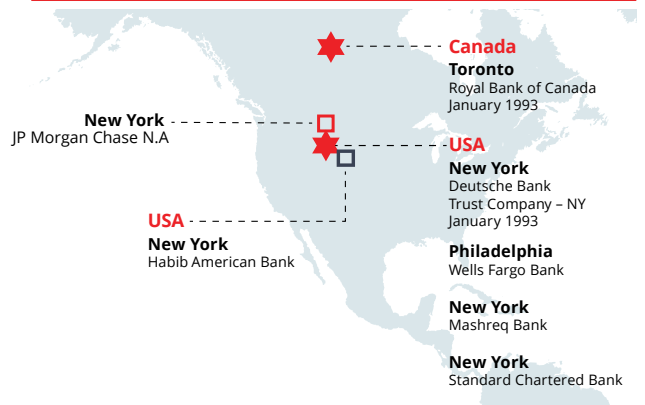 Canada
Toronto
Royal Bank of Canada
January 1993
New York
JP Morgan Chase N.A
USA
New York
Deutsche Bank
Trust Company – NY
January 1993
USA
New York
Habib American Bank
Philadelphia
Wells Fargo Bank
New York
Mashreq Bank
New York
Standard Chartered Bank